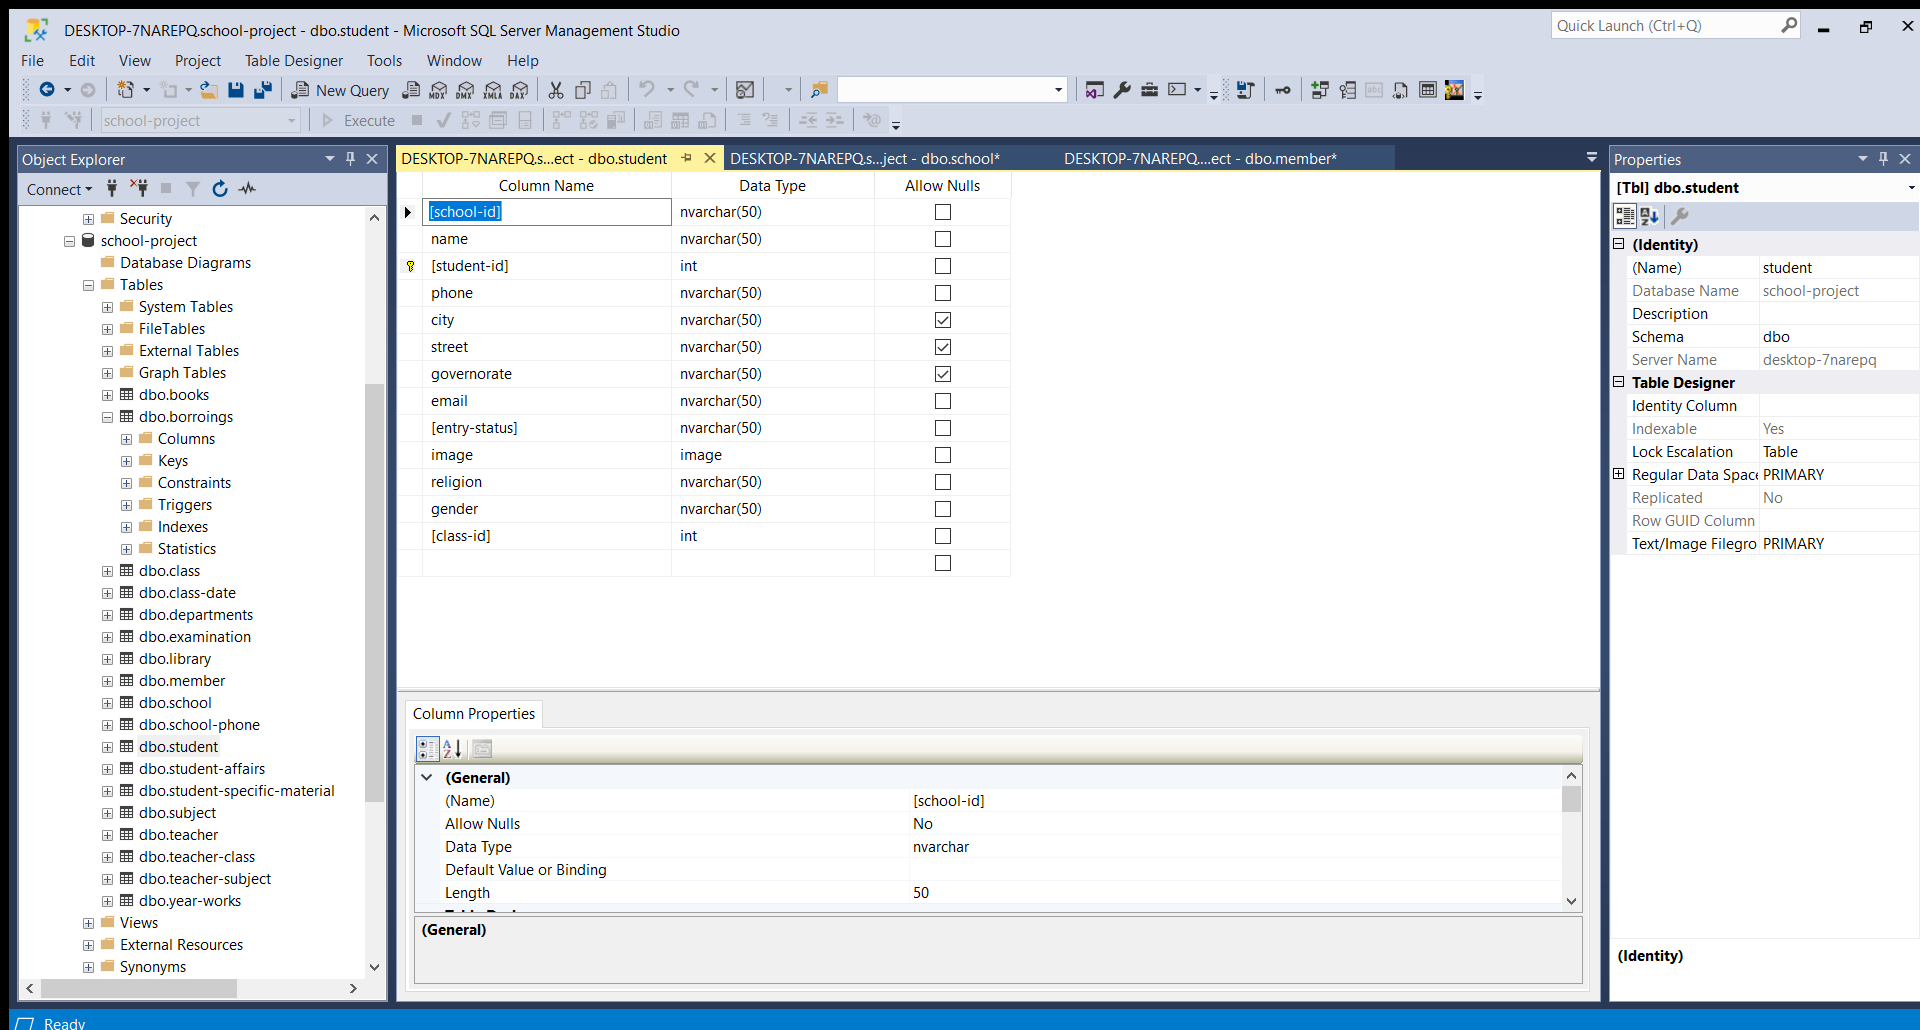 DESKTOP-7NAREPQ.school-project - dbo.student - Microsoft SQL Server Management Studio
Quick Launch (Ctrl+Q)
File Edit View Project Table Designer Tools Window Help
New Query MDX DMX XMLA DAX
school-project Execute
Object Explorer
Connect
Security
school-project
Database Diagrams
Tables
System Tables
FileTables
External Tables
Graph Tables
dbo.books
dbo.borroings
Columns
Keys
Constraints
Triggers
Indexes
Statistics
dbo.class
dbo.class-date
dbo.departments
dbo.examination
dbo.library
dbo.member
dbo.school
dbo.school-phone
dbo.student
dbo.student-affairs
dbo.student-specific-material
dbo.subject
dbo.teacher
dbo.teacher-class
dbo.teacher-subject
dbo.year-works
Views
External Resources
Synonyms
DESKTOP-7NAREPQ.s...ect - dbo.student DESKTOP-7NAREPQ.s...ject - dbo.school* DESKTOP-7NAREPQ....ect - dbo.member*
Column Name Data Type Allow Nulls
[school-id] nvarchar(50)
name nvarchar(50)
[student-id] int
phone nvarchar(50)
city nvarchar(50)
street nvarchar(50)
governorate nvarchar(50)
email nvarchar(50)
[entry-status] nvarchar(50)
image image
religion nvarchar(50)
gender nvarchar(50)
[class-id] int
Column Properties
(General)
(Name) [school-id]
Allow Nulls No
Data Type nvarchar
Default Value or Binding
Length 50
(General)
Properties
[Tbl] dbo.student
(Identity)
(Name) student
Database Name school-project
Description
Schema dbo
Server Name desktop-7narepq
Table Designer
Identity Column
Indexable Yes
Lock Escalation Table
Regular Data Space PRIMARY
Replicated No
Row GUID Column
Text/Image Filegro PRIMARY
(Identity)
Ready